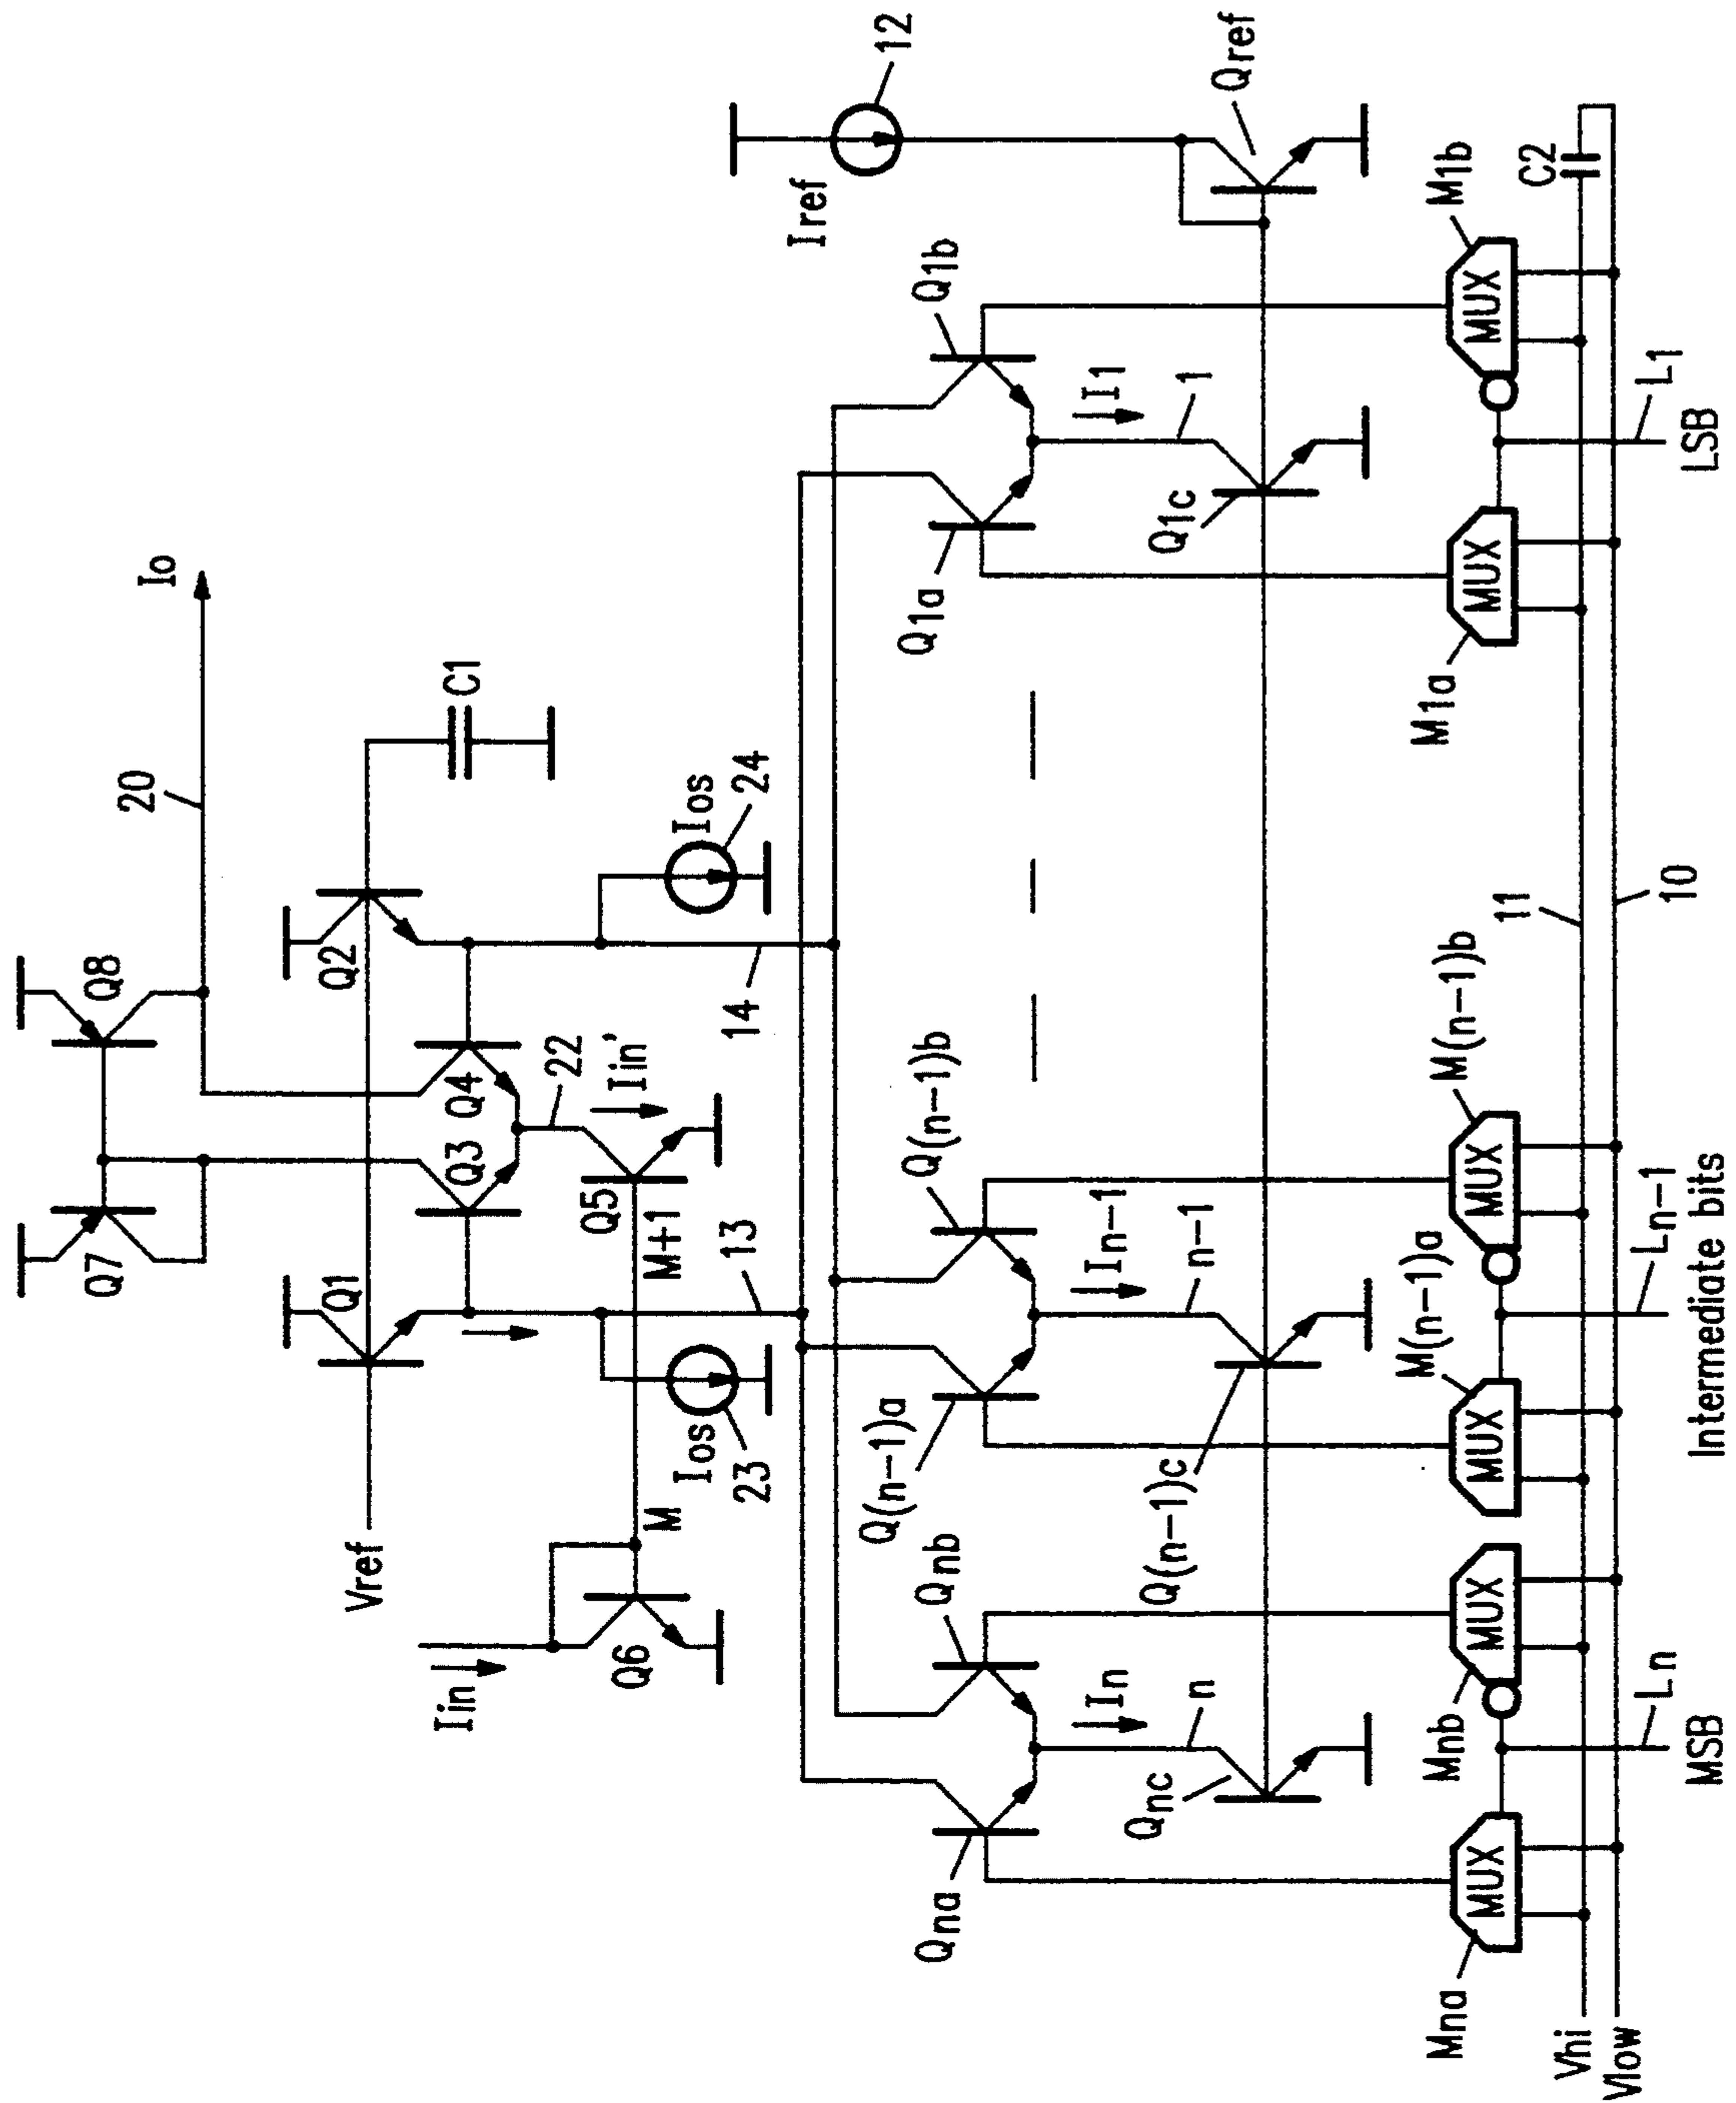 Q7
Q8
20
Io
Q1
Q2
C1
Vref
Q3
Q4
22
Iin'
Iin
Q6
M
Q5
M+1
14
Ios
24
Ios
23
13
Iref
12
Qna
Qnb
Q(n-1)a
Q(n-1)b
Q1a
Q1b
In
In-1
I1
n
n-1
1
Qnc
Q(n-1)c
Q1c
Qref
Mna
MUX
Mnb
MUX
M(n-1)a
MUX
M(n-1)b
MUX
M1a
MUX
M1b
MUX
C2
11
10
Vhi
Vlow
Ln
Ln-1
L1
MSB
Intermediate bits
LSB